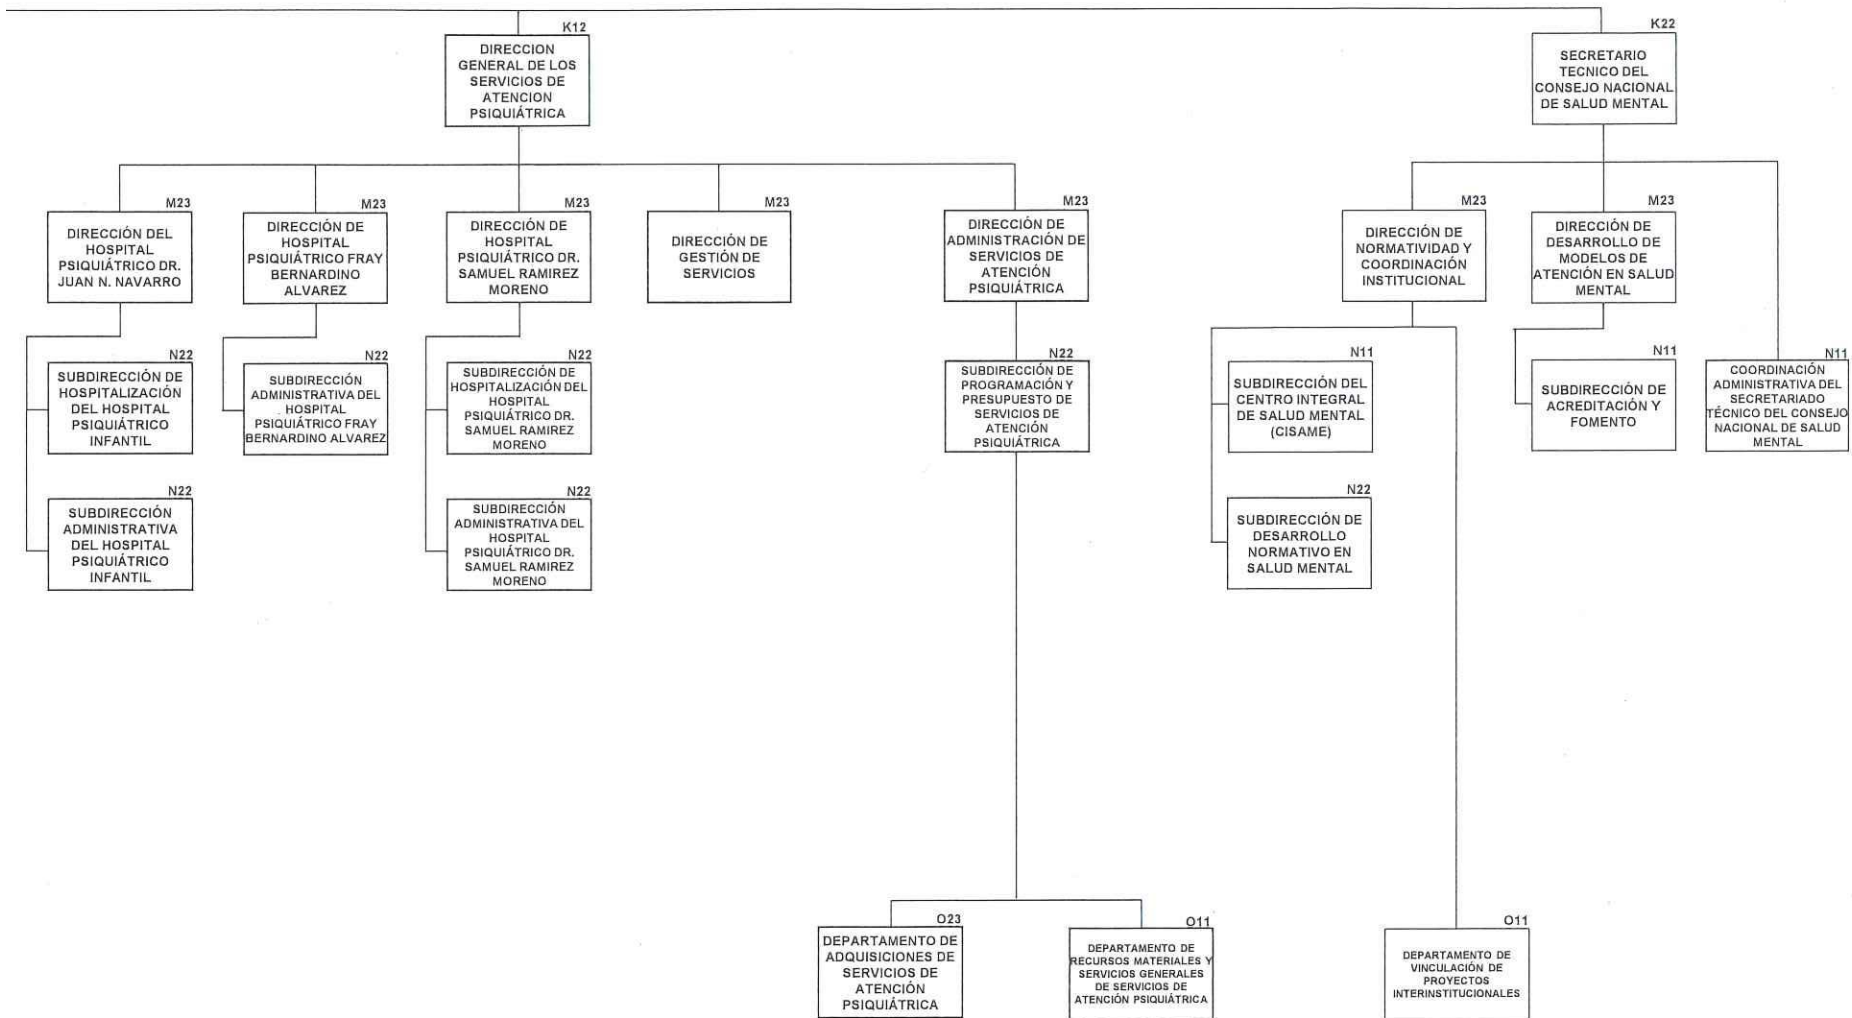 K12
DIRECCION
GENERAL DE LOS
SERVICIOS DE
ATENCION
PSIQUIÁTRICA
K22
SECRETARIO
TECNICO DEL
CONSEJO NACIONAL
DE SALUD MENTAL
M23
DIRECCIÓN DEL
HOSPITAL
PSIQUIÁTRICO DR.
JUAN N. NAVARRO
M23
DIRECCIÓN DE
HOSPITAL
PSIQUIÁTRICO FRAY
BERNARDINO
ALVAREZ
M23
DIRECCIÓN DE
HOSPITAL
PSIQUIÁTRICO DR.
SAMUEL RAMIREZ
MORENO
M23
DIRECCIÓN DE
GESTIÓN DE
SERVICIOS
M23
DIRECCIÓN DE
ADMINISTRACIÓN DE
SERVICIOS DE
ATENCIÓN
PSIQUIÁTRICA
M23
DIRECCIÓN DE
NORMATIVIDAD Y
COORDINACIÓN
INSTITUCIONAL
M23
DIRECCIÓN DE
DESARROLLO DE
MODELOS DE
ATENCIÓN EN SALUD
MENTAL
N22
SUBDIRECCIÓN DE
HOSPITALIZACIÓN
DEL HOSPITAL
PSIQUIÁTRICO
INFANTIL
N22
SUBDIRECCIÓN
ADMINISTRATIVA DEL
HOSPITAL
PSIQUIÁTRICO FRAY
BERNARDINO ALVAREZ
N22
SUBDIRECCIÓN DE
HOSPITALIZACIÓN DEL
HOSPITAL
PSIQUIÁTRICO DR.
SAMUEL RAMIREZ
MORENO
N22
SUBDIRECCIÓN DE
PROGRAMACIÓN Y
PRESUPUESTO DE
SERVICIOS DE
ATENCIÓN
PSIQUIÁTRICA
N11
SUBDIRECCIÓN DEL
CENTRO INTEGRAL
DE SALUD MENTAL
(CISAME)
N11
SUBDIRECCIÓN DE
ACREDITACIÓN Y
FOMENTO
N11
COORDINACIÓN
ADMINISTRATIVA DEL
SECRETARIADO
TÉCNICO DEL CONSEJO
NACIONAL DE SALUD
MENTAL
N22
SUBDIRECCIÓN
ADMINISTRATIVA
DEL HOSPITAL
PSIQUIÁTRICO
INFANTIL
N22
SUBDIRECCIÓN
ADMINISTRATIVA DEL
HOSPITAL
PSIQUIÁTRICO DR.
SAMUEL RAMIREZ
MORENO
N22
SUBDIRECCIÓN DE
DESARROLLO
NORMATIVO EN
SALUD MENTAL
O23
DEPARTAMENTO DE
ADQUISICIONES DE
SERVICIOS DE
ATENCIÓN
PSIQUIÁTRICA
O11
DEPARTAMENTO DE
RECURSOS MATERIALES Y
SERVICIOS GENERALES
DE SERVICIOS DE
ATENCIÓN PSIQUIÁTRICA
O11
DEPARTAMENTO DE
VINCULACIÓN DE
PROYECTOS
INTERINSTITUCIONALES